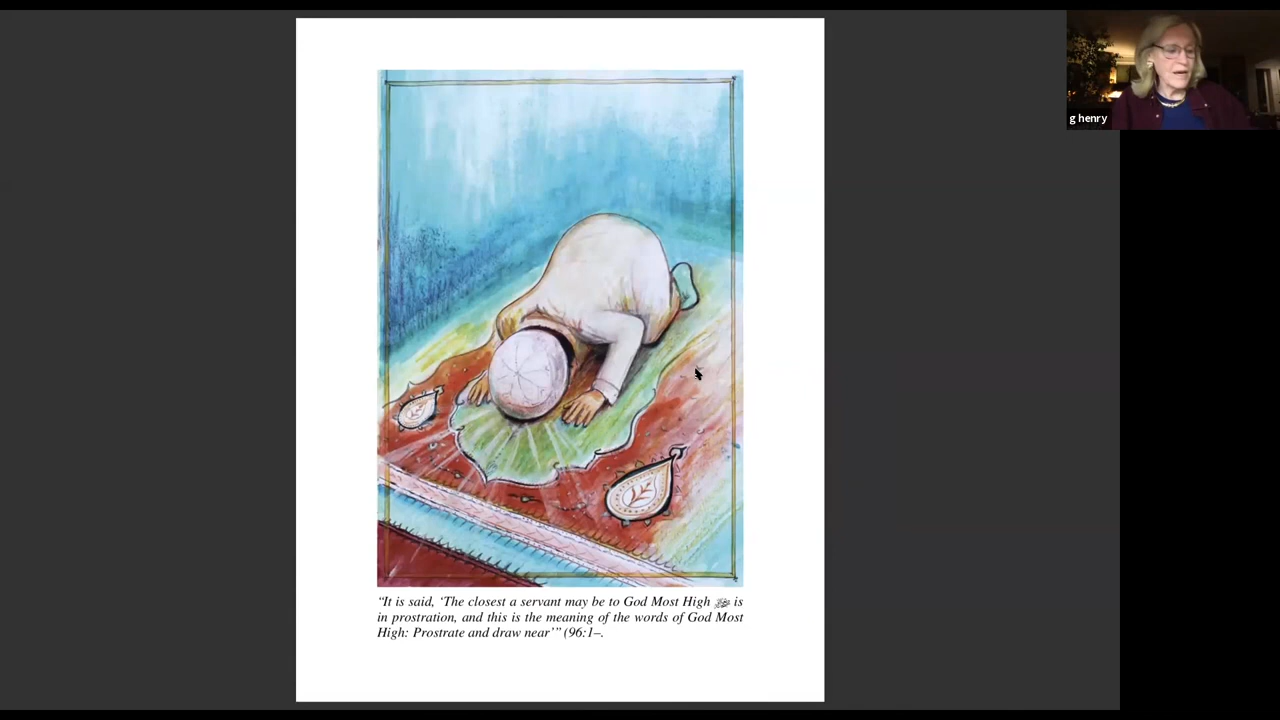 g henry
“It is said, ‘The closest a servant may be to God Most High is
in prostration, and this is the meaning of the words of God Most
High: Prostrate and draw near’” (96:1–.